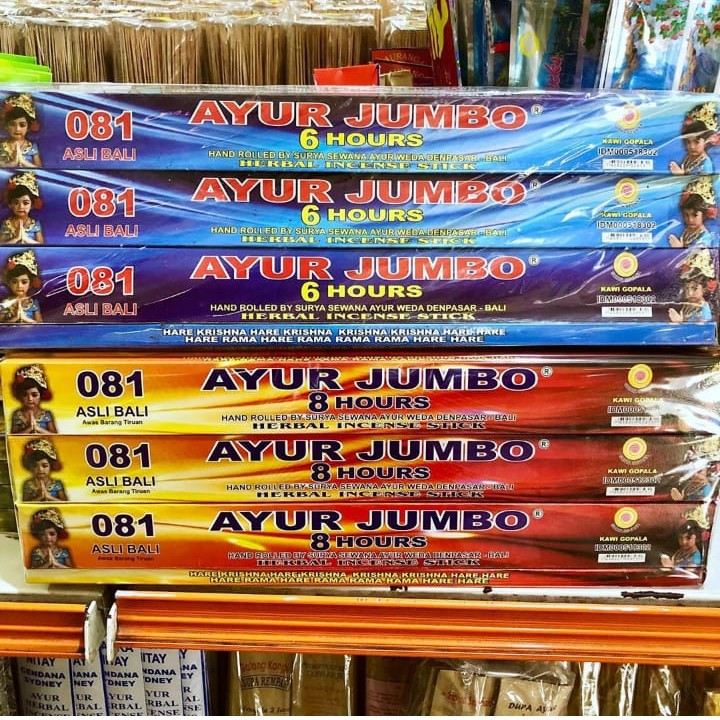 KURANGA
081
ASLI BALI
AYUR JUMBO®
6 HOURS
HAND ROLLED BY SURYA SEWANA AYUR WEDA DENPASAR - BALI
HERBAL INCENSE STICK
KAWI GOPALA
IDM000518302
081
ASLI BALI
AYUR JUMBO®
6 HOURS
HAND ROLLED BY SURYA SEWANA AYUR WEDA DENPASAR - BALI
HERBAL INCENSE STICK
KAWI GOPALA
IDM000518302
081
ASLI BALI
AYUR JUMBO®
6 HOURS
HAND ROLLED BY SURYA SEWANA AYUR WEDA DENPASAR - BALI
HERBAL INCENSE STICK
KAWI GOPALA
IDM000518302
HARE KRISHNA HARE KRISHNA KRISHNA KRISHNA HARE HARE
HARE RAMA HARE RAMA RAMA RAMA HARE HARE
081
ASLI BALI
Awas Barang Tiruan
AYUR JUMBO®
8 HOURS
HAND ROLLED BY SURYA SEWANA AYUR WEDA DENPASAR - BALI
HERBAL INCENSE STICK
KAWI GOPALA
081
ASLI BALI
Awas Barang Tiruan
AYUR JUMBO®
8 HOURS
HAND ROLLED BY SURYA SEWANA AYUR WEDA DENPASAR - BALI
HERBAL INCENSE STICK
KAWI GOPALA
081
ASLI BALI
Awas Barang Tiruan
AYUR JUMBO®
8 HOURS
HAND ROLLED BY SURYA SEWANA AYUR WEDA DENPASAR - BALI
HERBAL INCENSE STICK
KAWI GOPALA
IDM000518302
HARE KRISHNA HARE KRISHNA KRISHNA KRISHNA HARE HARE
HARE RAMA HARE RAMA RAMA RAMA HARE HARE
NITAY
CENDANA
SYDNEY
AYUR
HERBAL
DUPA